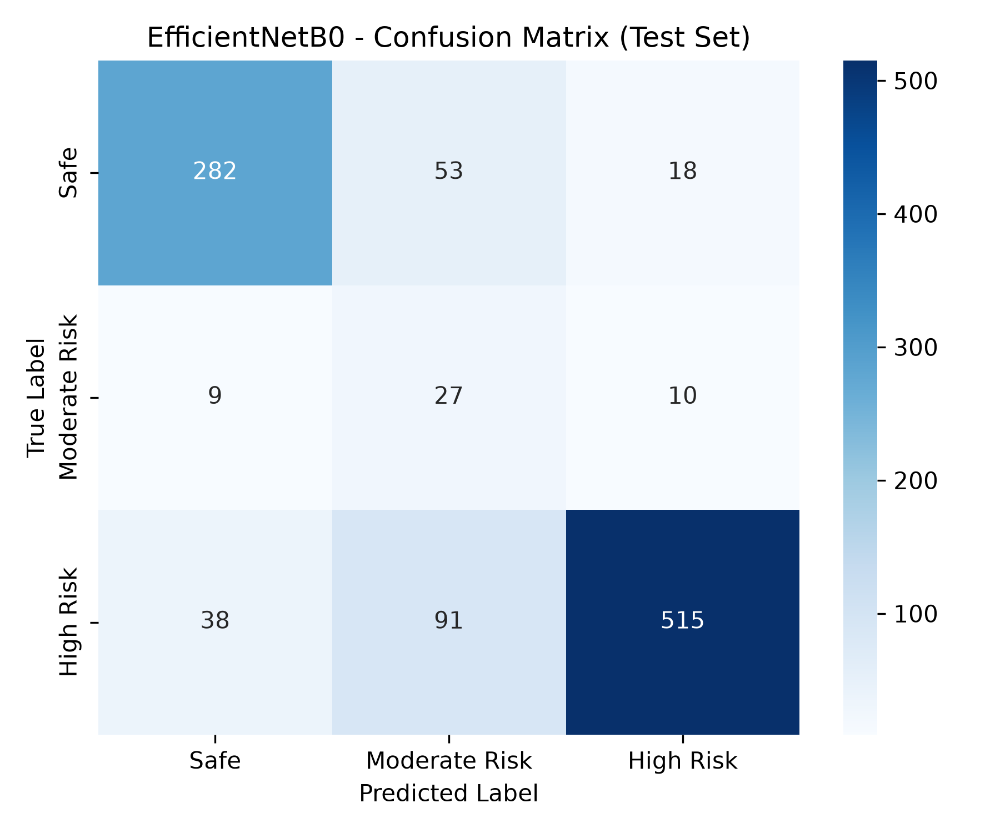 EfficientNetB0 - Confusion Matrix (Test Set)
True Label
Safe
282 53 18
Moderate Risk
9 27 10
High Risk
38 91 515
Safe Moderate Risk High Risk
Predicted Label
500
400
300
200
100